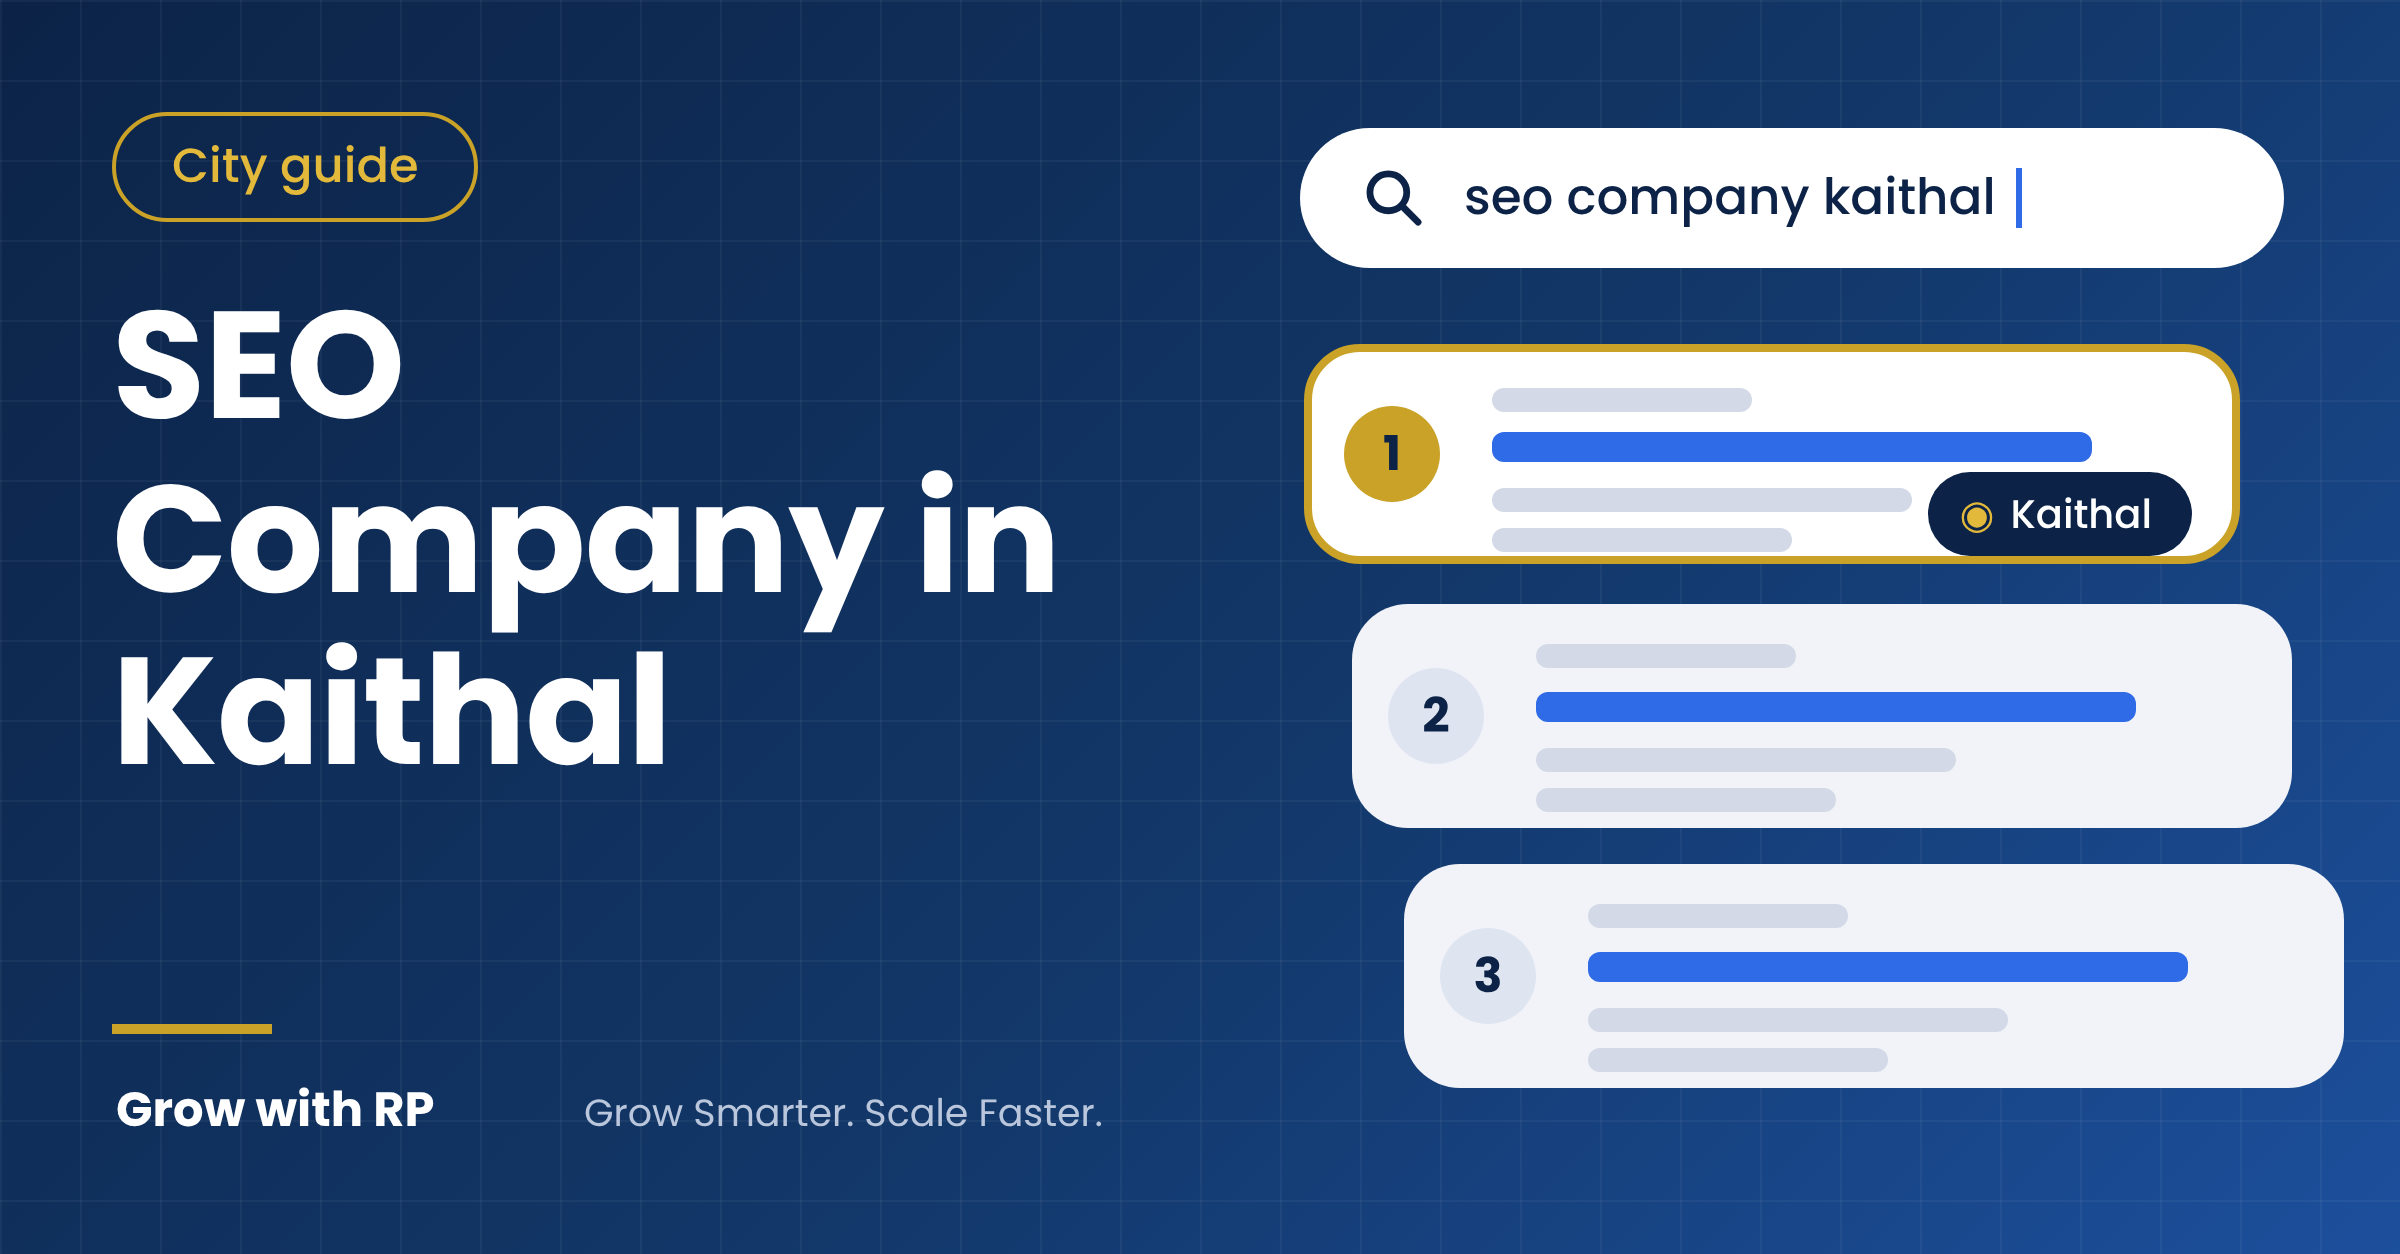 City guide
SEO
Company in
Kaithal
Grow with RP
Grow Smarter. Scale Faster.
seo company kaithal
1
Kaithal
2
3